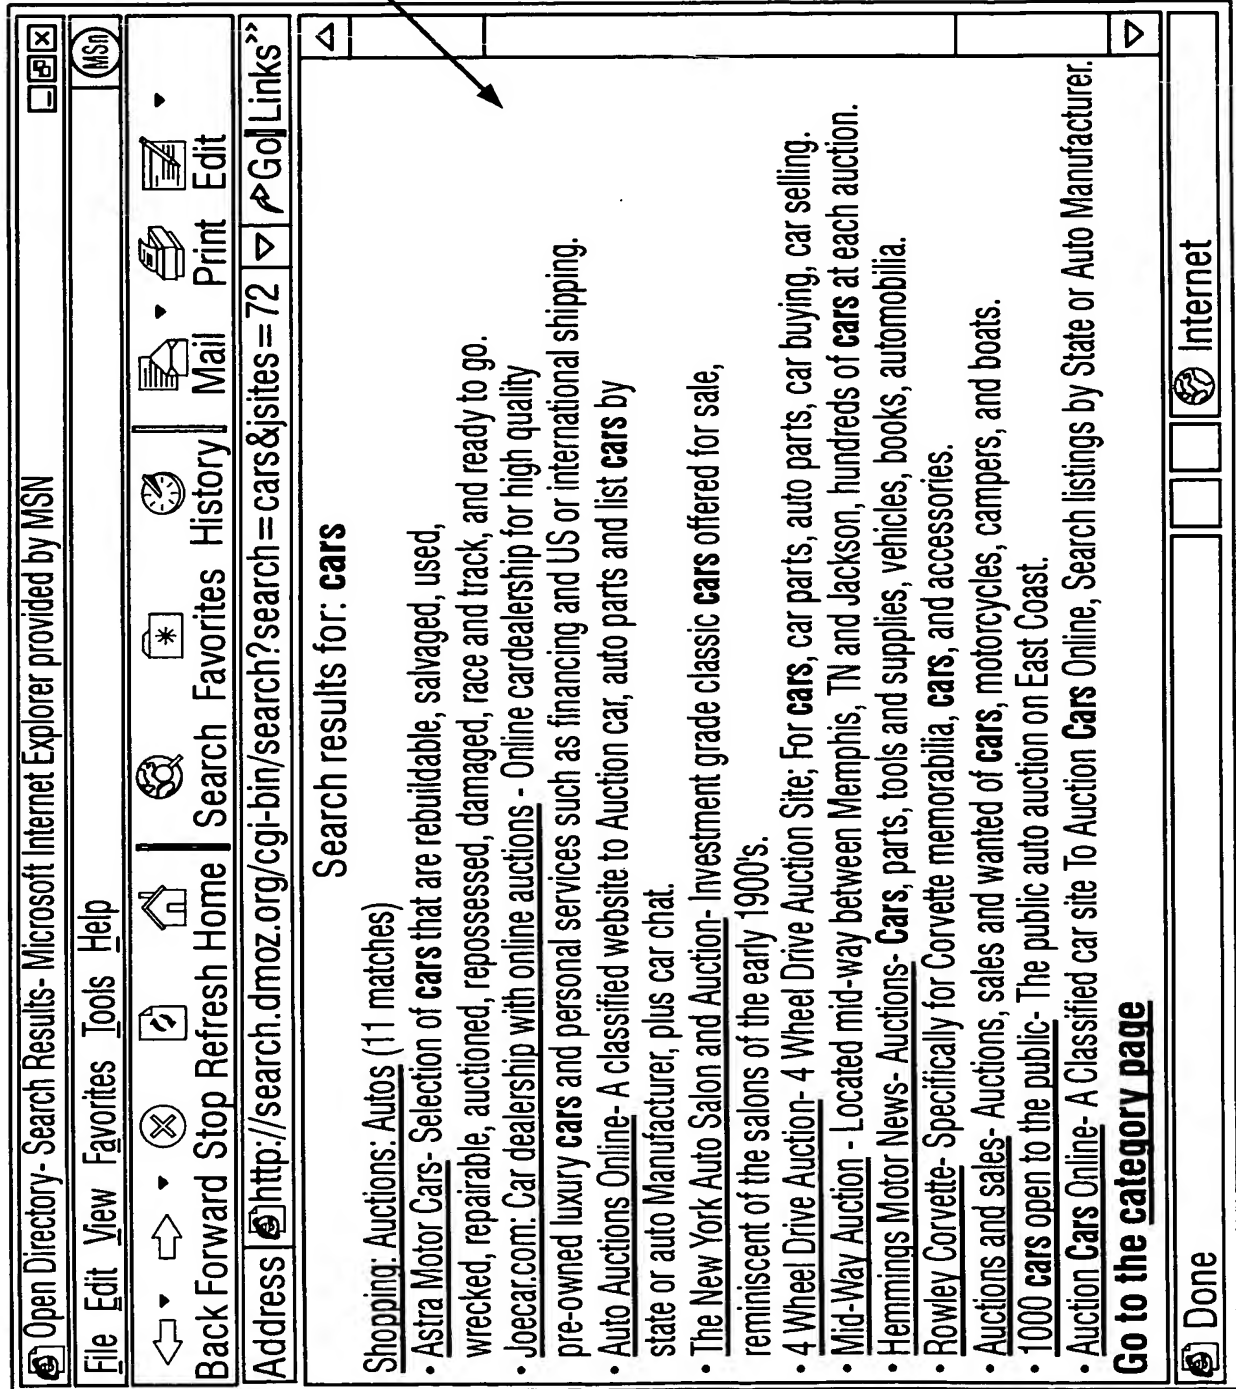 Open Directory- Search Results- Microsoft Internet Explorer provided by MSN
File Edit View Favorites Tools Help
MSn
Back Forward Stop Refresh Home Search Favorites History Mail Print Edit
Address http://search.dmoz.org/cgi-bin/search?search=cars&jsites=72 Go Links»
Search results for: cars
Shopping: Auctions: Autos (11 matches)
• Astra Motor Cars- Selection of cars that are rebuildable, salvaged, used,
wrecked, repairable, auctioned, repossessed, damaged, race and track, and ready to go.
• Joecar.com: Car dealership with online auctions - Online cardealership for high quality
pre-owned luxury cars and personal services such as financing and US or international shipping.
• Auto Auctions Online- A classified website to Auction car, auto parts and list cars by
state or auto Manufacturer, plus car chat.
• The New York Auto Salon and Auction- Investment grade classic cars offered for sale,
reminiscent of the salons of the early 1900's.
• 4 Wheel Drive Auction- 4 Wheel Drive Auction Site; For cars, car parts, auto parts, car buying, car selling.
• Mid-Way Auction - Located mid-way between Memphis, TN and Jackson, hundreds of cars at each auction.
• Hemmings Motor News- Auctions- Cars, parts, tools and supplies, vehicles, books, automobilia.
• Rowley Corvette- Specifically for Corvette memorabilia, cars, and accessories.
• Auctions and sales- Auctions, sales and wanted of cars, motorcycles, campers, and boats.
• 1000 cars open to the public- The public auto auction on East Coast.
• Auction Cars Online- A Classified car site To Auction Cars Online, Search listings by State or Auto Manufacturer.
Go to the category page
Done Internet